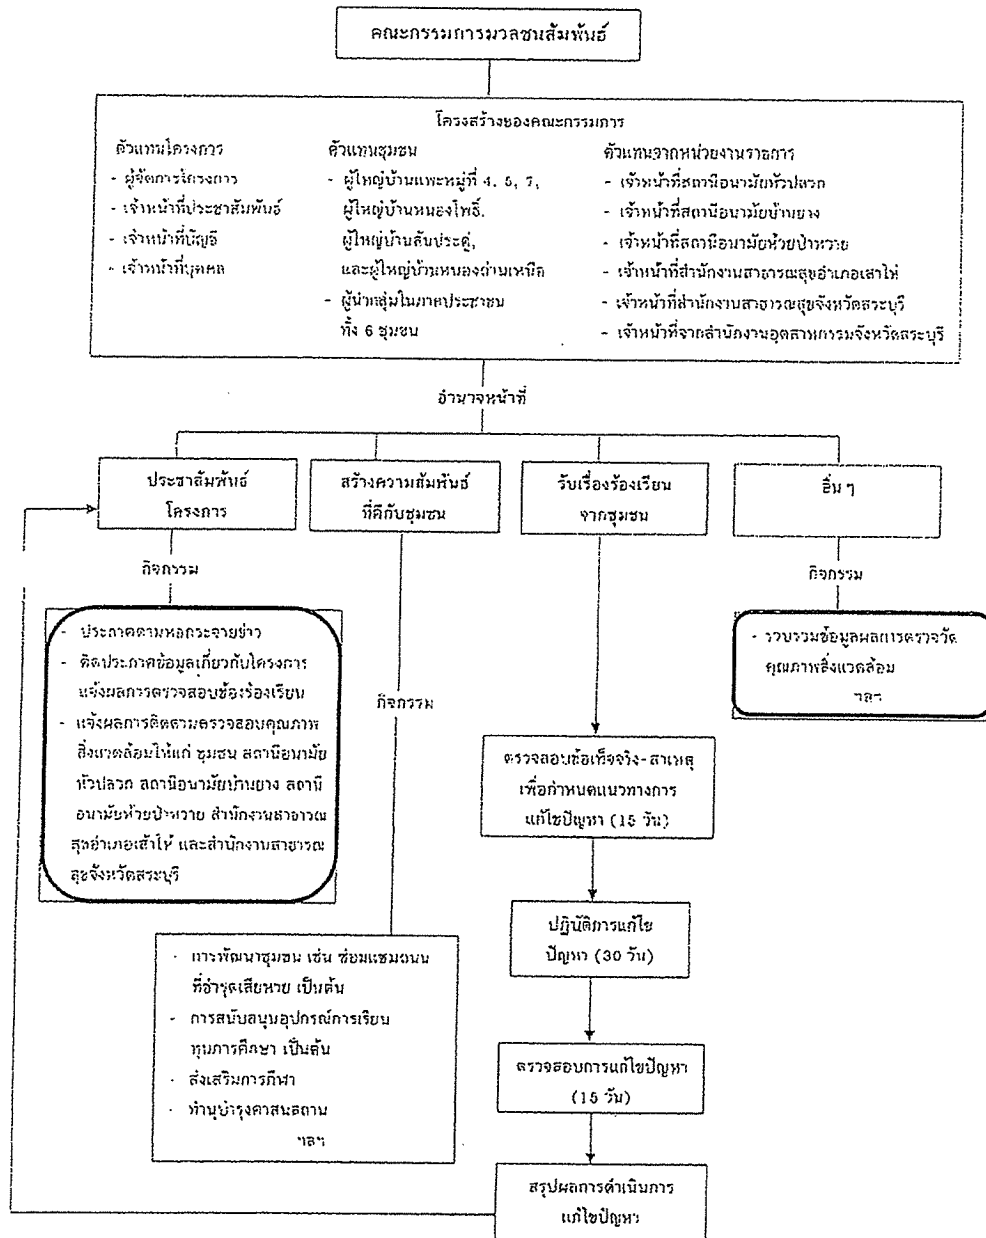 คณะกรรมการมวลชนสัมพันธ์
โครงสร้างของคณะกรรมการ
ตัวแทนโครงการ
- ผู้จัดการโครงการ
- เจ้าหน้าที่ประชาสัมพันธ์
- เจ้าหน้าที่บัญชี
- เจ้าหน้าที่บุคคล
ตัวแทนชุมชน
- ผู้ใหญ่บ้านแพะหมู่ที่ 4, 5, 7,
ผู้ใหญ่บ้านหนองโพธิ์,
ผู้ใหญ่บ้านสันประดู่,
และผู้ใหญ่บ้านหนองถ่านเหนือ
- ผู้นำกลุ่มในภาคประชาชน
ทั้ง 6 ชุมชน
ตัวแทนจากหน่วยงานราชการ
- เจ้าหน้าที่สถานีอนามัยหัวปลวก
- เจ้าหน้าที่สถานีอนามัยบ้านยาง
- เจ้าหน้าที่สถานีอนามัยห้วยป่าหวาย
- เจ้าหน้าที่สำนักงานสาธารณสุขอำเภอเสาไห้
- เจ้าหน้าที่สำนักงานสาธารณสุขจังหวัดสระบุรี
- เจ้าหน้าที่จากสำนักงานอุตสาหกรรมจังหวัดสระบุรี
อำนาจหน้าที่
ประชาสัมพันธ์
โครงการ
สร้างความสัมพันธ์
ที่ดีกับชุมชน
รับเรื่องร้องเรียน
จากชุมชน
อื่น ๆ
กิจกรรม
- ประกาศตามหอกระจายข่าว
- ติดประกาศข้อมูลเกี่ยวกับโครงการ
แจ้งผลการตรวจสอบข้อร้องเรียน
- แจ้งผลการติดตามตรวจสอบคุณภาพ
สิ่งแวดล้อมให้แก่ ชุมชน สถานีอนามัย
หัวปลวก สถานีอนามัยบ้านยาง สถานี
อนามัยห้วยป่าหวาย สำนักงานสาธารณ
สุขอำเภอเสาไห้ และสำนักงานสาธารณ
สุขจังหวัดสระบุรี
กิจกรรม
- การพัฒนาชุมชน เช่น ซ่อมแซมถนน
ที่ชำรุดเสียหาย เป็นต้น
- การสนับสนุนอุปกรณ์การเรียน
ทุนการศึกษา เป็นต้น
- ส่งเสริมการกีฬา
- ทำนุบำรุงศาสนสถาน
ฯลฯ
ตรวจสอบข้อเท็จจริง-สาเหตุ
เพื่อกำหนดแนวทางการ
แก้ไขปัญหา (15 วัน)
ปฏิบัติการแก้ไข
ปัญหา (30 วัน)
ตรวจสอบการแก้ไขปัญหา
(15 วัน)
สรุปผลการดำเนินการ
แก้ไขปัญหา
กิจกรรม
- รวบรวมข้อมูลผลการตรวจวัด
คุณภาพสิ่งแวดล้อม
ฯลฯ